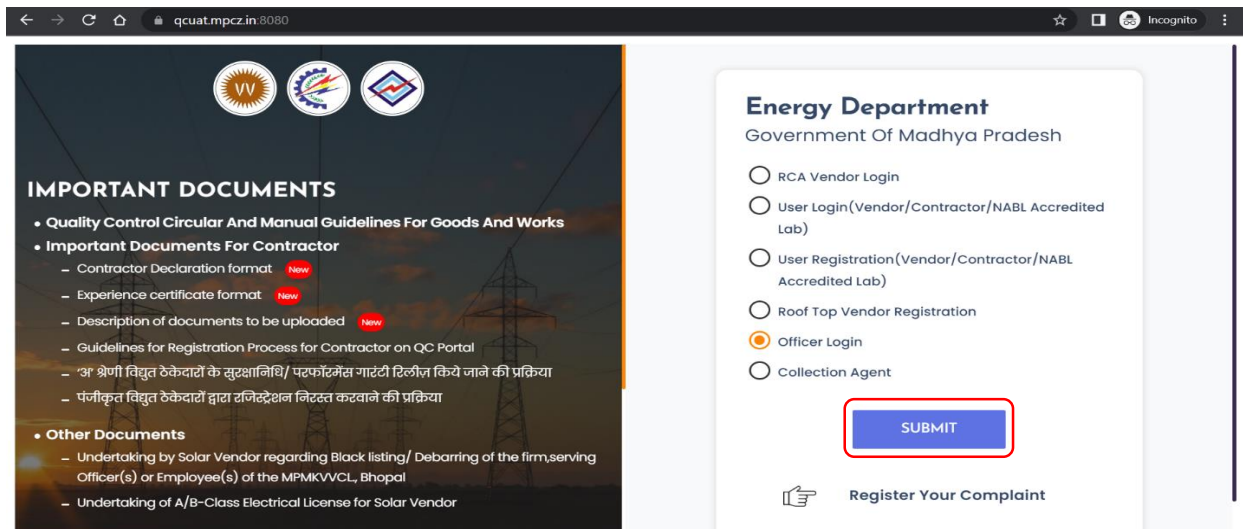 qcuat.mpcz.in:8080
Incognito
VV
IMPORTANT DOCUMENTS
• Quality Control Circular And Manual Guidelines For Goods And Works
• Important Documents For Contractor
– Contractor Declaration format New
– Experience certificate format New
– Description of documents to be uploaded New
– Guidelines for Registration Process for Contractor on QC Portal
– 'अ' श्रेणी विद्युत ठेकेदारों के सुरक्षानिधि/ परफॉरमेंस गारंटी रिलीज़ किये जाने की प्रक्रिया
– पंजीकृत विद्युत ठेकेदारों द्वारा रजिस्ट्रेशन निरस्त करवाने की प्रक्रिया
• Other Documents
– Undertaking by Solar Vendor regarding Black listing/ Debarring of the firm,serving
Officer(s) or Employee(s) of the MPMKVVCL, Bhopal
– Undertaking of A/B-Class Electrical License for Solar Vendor
Energy Department
Government Of Madhya Pradesh
RCA Vendor Login
User Login(Vendor/Contractor/NABL Accredited
Lab)
User Registration(Vendor/Contractor/NABL
Accredited Lab)
Roof Top Vendor Registration
Officer Login
Collection Agent
SUBMIT
Register Your Complaint